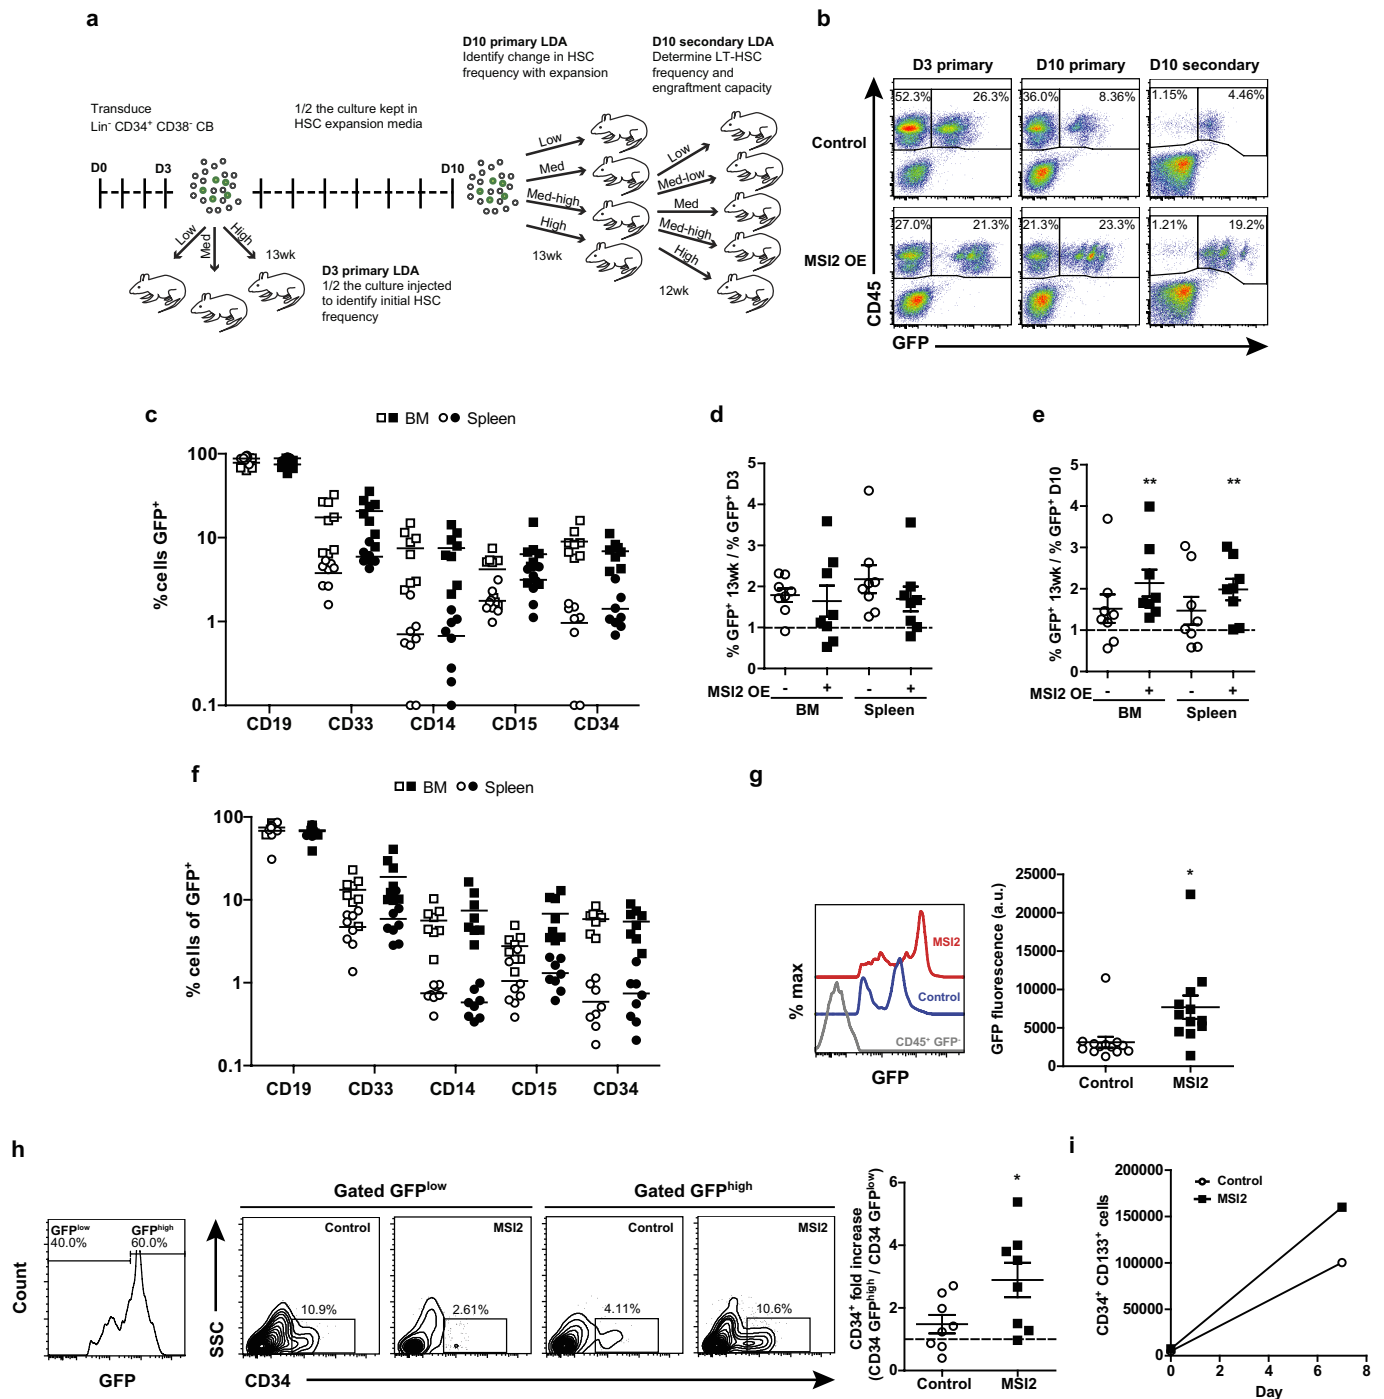 a
Transduce
Lin- CD34+ CD38- CB
1/2 the culture kept in
HSC expansion media
D10 primary LDA
Identify change in HSC
frequency with expansion
D10 secondary LDA
Determine LT-HSC
frequency and
engraftment capacity
D0
D3
D10
Low
Med
High
13wk
D3 primary LDA
1/2 the culture injected
to identify initial HSC
frequency
Low
Med
Med-high
High
13wk
Low
Med-low
Med
Med-high
High
12wk
b
D3 primary
D10 primary
D10 secondary
Control
52.3%
26.3%
36.0%
8.36%
1.15%
4.46%
MSI2 OE
27.0%
21.3%
21.3%
23.3%
1.21%
19.2%
CD45
GFP
c
BM
Spleen
% cells GFP+
100
10
1
0.1
CD19
CD33
CD14
CD15
CD34
d
% GFP+ 13wk / % GFP+ D3
5
4
3
2
1
0
MSI2 OE
-
+
-
+
BM
Spleen
e
% GFP+ 13wk / % GFP+ D10
5
4
3
2
1
0
**
**
MSI2 OE
-
+
-
+
BM
Spleen
f
BM
Spleen
% cells of GFP+
100
10
1
0.1
CD19
CD33
CD14
CD15
CD34
g
% max
MSI2
Control
CD45+ GFP-
GFP
GFP fluorescence (a.u.)
25000
20000
15000
10000
5000
0
*
Control
MSI2
h
Count
GFPlow
40.0%
GFPhigh
60.0%
GFP
Gated GFPlow
Gated GFPhigh
SSC
Control
10.9%
MSI2
2.61%
Control
4.11%
MSI2
10.6%
CD34
CD34+ fold increase
(CD34 GFPhigh / CD34 GFPlow)
6
4
2
0
*
Control
MSI2
i
CD34+ CD133+ cells
200000
150000
100000
50000
0
Control
MSI2
0
2
4
6
8
Day